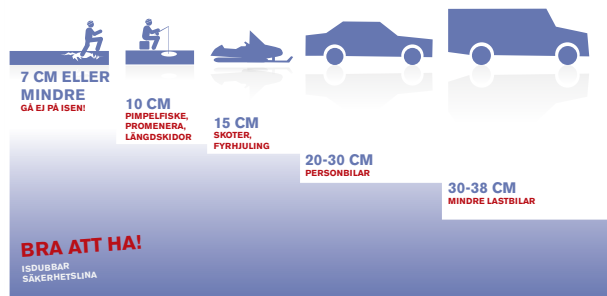 7 CM ELLER
MINDRE
GÅ EJ PÅ ISEN!
10 CM
PIMPELFISKE,
PROMENERA,
LÄNGDSKIDOR
15 CM
SKOTER,
FYRHJULING
20-30 CM
PERSONBILAR
30-38 CM
MINDRE LASTBILAR
BRA ATT HA!
ISDUBBAR
SÄKERHETSLINA